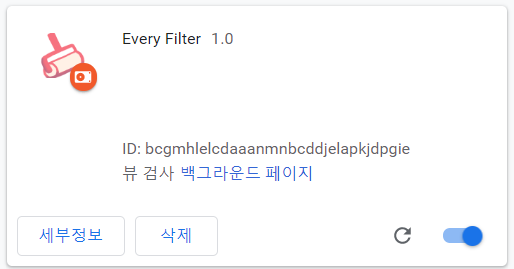 Every Filter 1.0
ID: bcgmhlelcdaaanmnbcddjelapkjdpgie
뷰 검사 백그라운드 페이지
세부정보 삭제